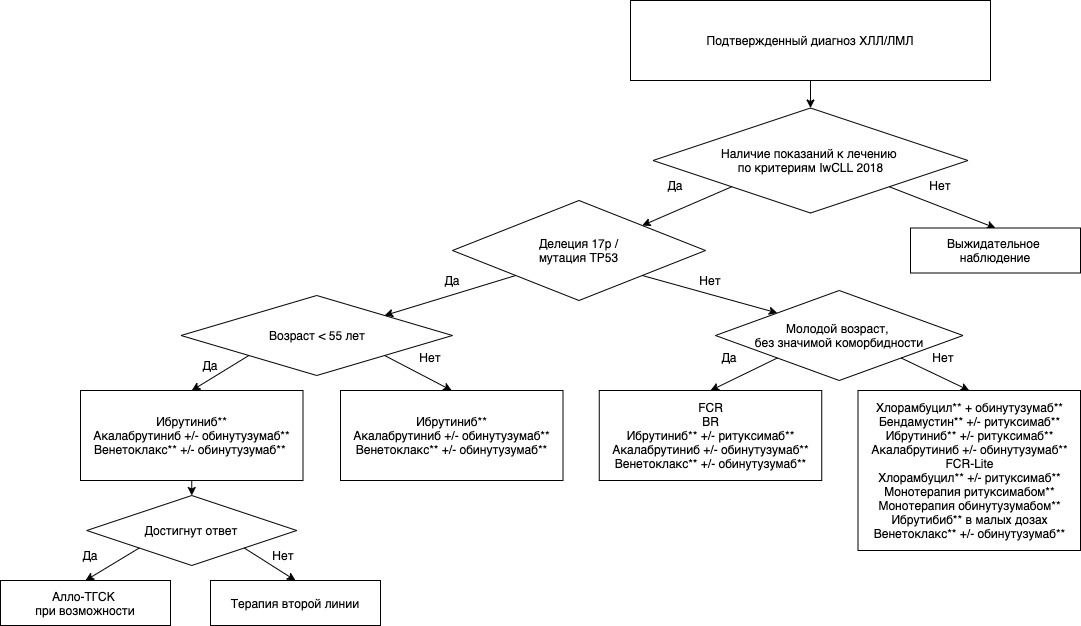 Подтвержденный диагноз ХЛЛ/ЛМЛ
Наличие показаний к лечению
по критериям IwCLL 2018
Да
Нет
Выжидательное
наблюдение
Делеция 17p /
мутация TP53
Да
Нет
Возраст < 55 лет
Да
Нет
Молодой возраст,
без значимой коморбидности
Да
Нет
Ибрутиниб**
Акалабрутиниб +/- обинутузумаб**
Венетоклакс** +/- обинутузумаб**
Ибрутиниб**
Акалабрутиниб +/- обинутузумаб**
Венетоклакс** +/- обинутузумаб**
FCR
BR
Ибрутиниб** +/- ритуксимаб**
Акалабрутиниб +/- обинутузумаб**
Венетоклакс** +/- обинутузумаб**
Хлорамбуцил** + обинутузумаб**
Бендамустин** +/- ритуксимаб**
Ибрутиниб** +/- ритуксимаб**
Акалабрутиниб +/- обинутузумаб**
FCR-Lite
Хлорамбуцил** +/- ритуксимаб**
Монотерапия ритуксимабом**
Монотерапия обинутузумабом**
Ибрутибиб** в малых дозах
Венетоклакс** +/- обинутузумаб**
Достигнут ответ
Да
Нет
Алло-ТГСК
при возможности
Терапия второй линии